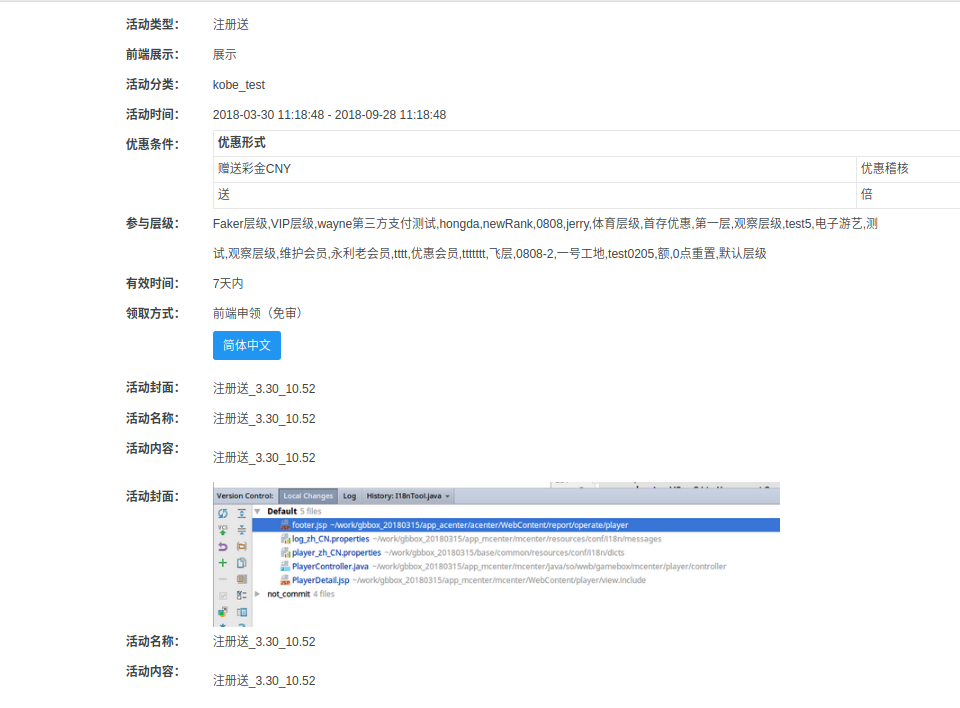 活动类型： 注册送
前端展示： 展示
活动分类： kobe_test
活动时间： 2018-03-30 11:18:48 - 2018-09-28 11:18:48
优惠条件： 优惠形式
赠送彩金CNY 优惠稽核
送 倍
参与层级： Faker层级,VIP层级,wayne第三方支付测试,hongda,newRank,0808,jerry,体育层级,首存优惠,第一层,观察层级,test5,电子游艺,测
试,观察层级,维护会员,永利老会员,tttt,优惠会员,ttttttt,飞层,0808-2,一号工地,test0205,额,0点重置,默认层级
有效时间： 7天内
领取方式： 前端申领（免审）
简体中文
活动封面： 注册送_3.30_10.52
活动名称： 注册送_3.30_10.52
活动内容： 注册送_3.30_10.52
活动封面：
Version Control: Local Changes Log History: I18nTool.java
Default 5 files
footer.jsp ~/work/gbbox_20180315/app_acenter/acenter/WebContent/report/operate/player
log_zh_CN.properties ~/work/gbbox_20180315/app_mcenter/mcenter/resources/conf/i18n/messages
player_zh_CN.properties ~/work/gbbox_20180315/base/common/resources/conf/i18n/dicts
PlayerController.java ~/work/gbbox_20180315/app_mcenter/mcenter/java/so/wwb/gamebox/mcenter/player/controller
PlayerDetail.jsp ~/work/gbbox_20180315/app_mcenter/mcenter/WebContent/player/view.include
not_commit 4 files
活动名称： 注册送_3.30_10.52
活动内容： 注册送_3.30_10.52